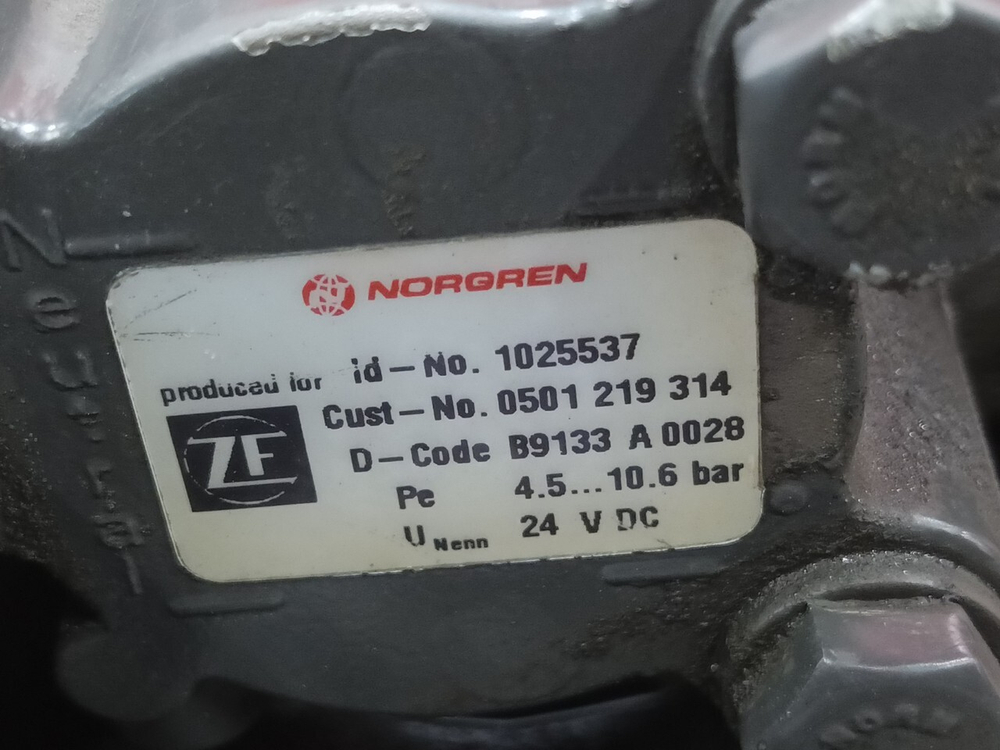 NORGREN
id-No. 1025537
produced for
Cust-No. 0501 219 314
ZF
D-Code B9133 A 0028
Pe 4.5...10.6 bar
U Nenn 24 V DC
Neutral